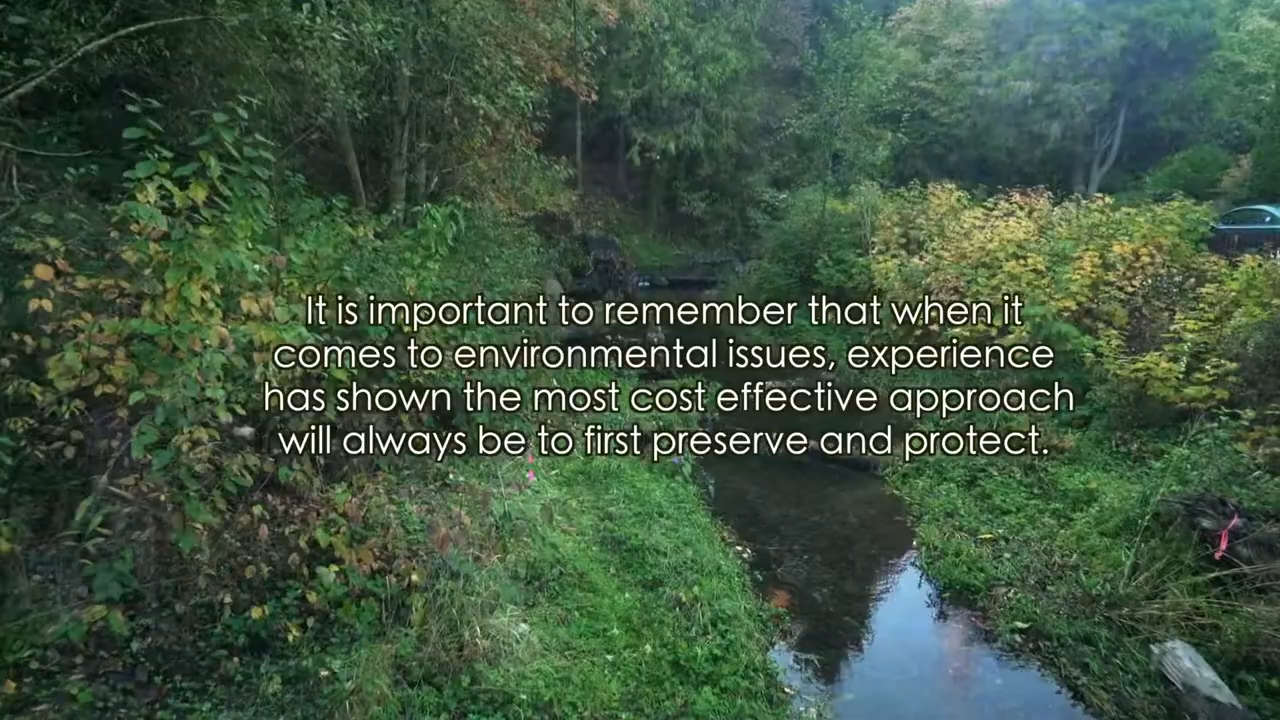 It is important to remember that when it
comes to environmental issues, experience
has shown the most cost effective approach
will always be to first preserve and protect.